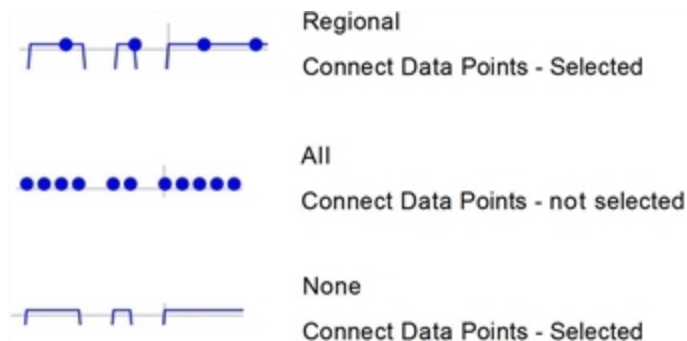 Regional
Connect Data Points - Selected
All
Connect Data Points - not selected
None
Connect Data Points - Selected